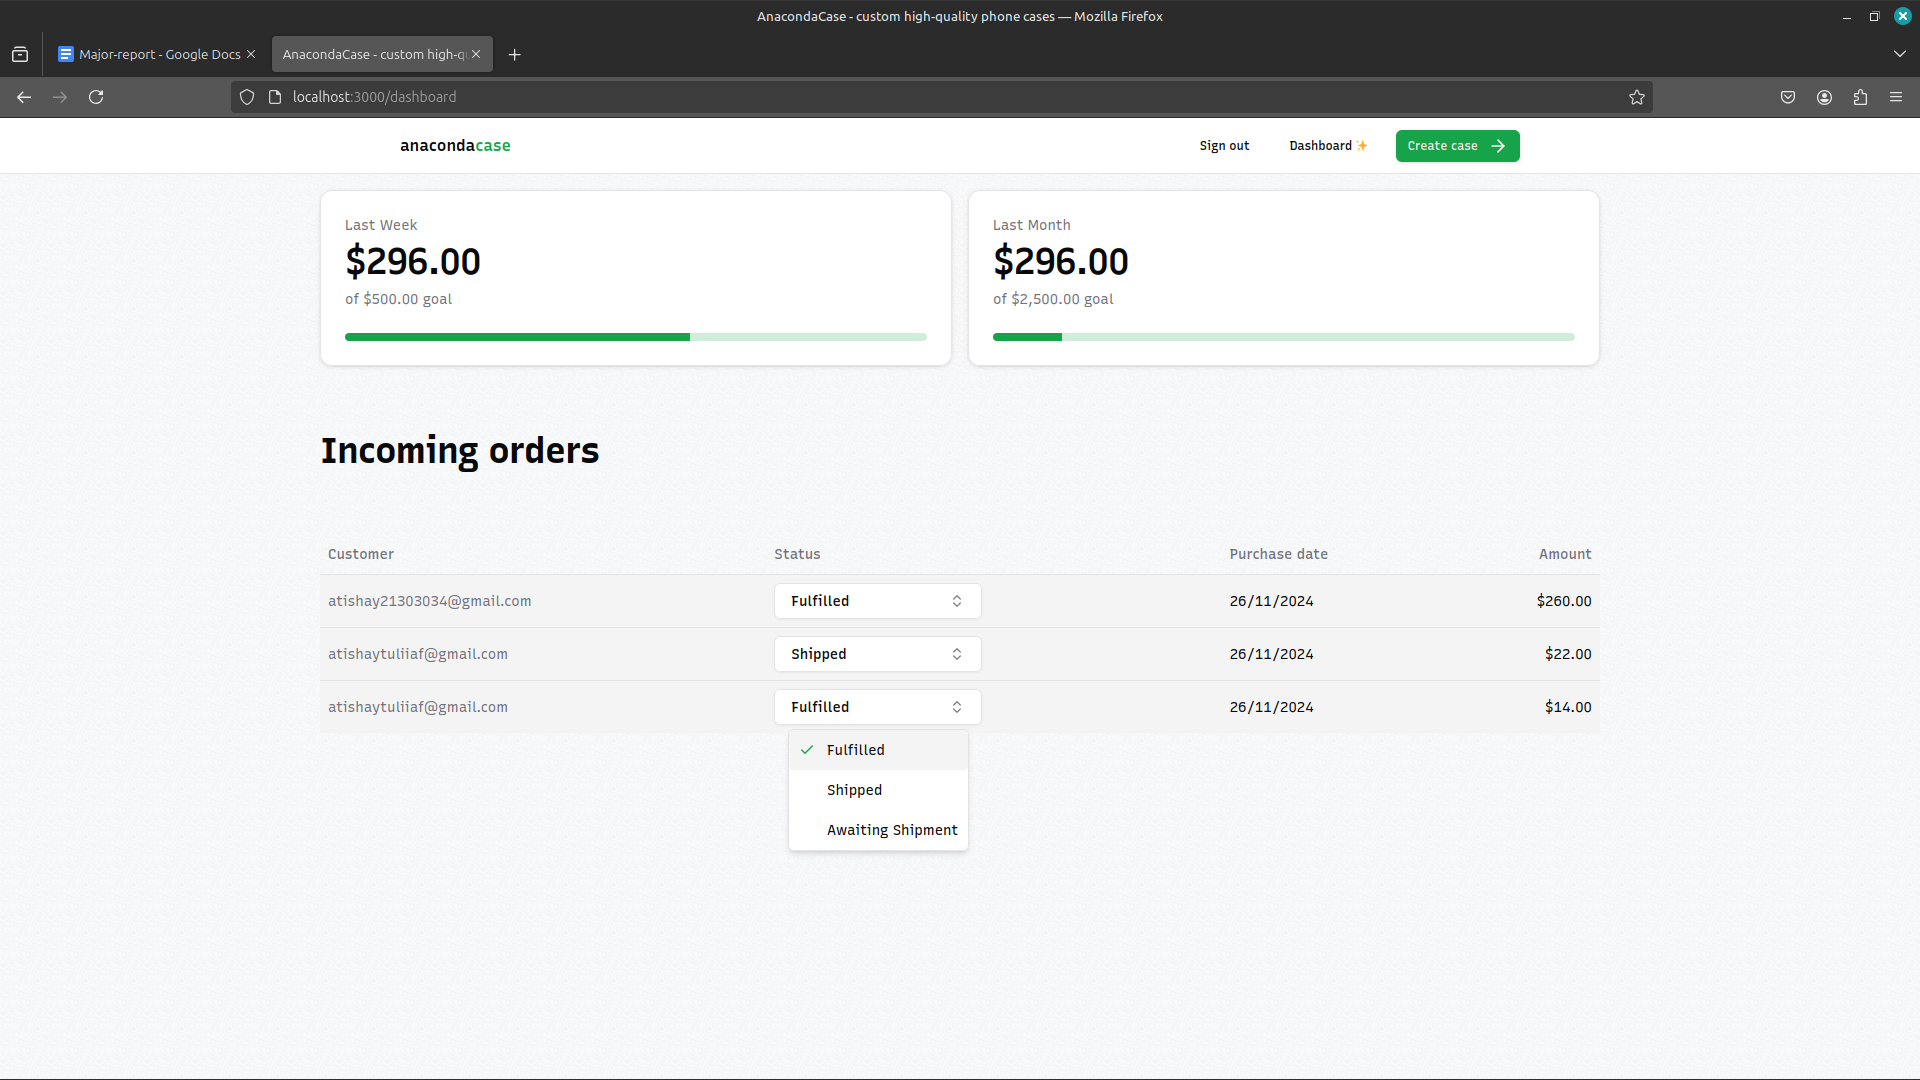 AnacondaCase - custom high-quality phone cases — Mozilla Firefox
Major-report - Google Docs
AnacondaCase - custom high-q
localhost:3000/dashboard
anacondacase
Sign out
Dashboard ✨
Create case
Last Week
$296.00
of $500.00 goal
Last Month
$296.00
of $2,500.00 goal
Incoming orders
Customer Status Purchase date Amount
atishay21303034@gmail.com Fulfilled 26/11/2024 $260.00
atishaytuliiaf@gmail.com Shipped 26/11/2024 $22.00
atishaytuliiaf@gmail.com Fulfilled 26/11/2024 $14.00
Fulfilled
Shipped
Awaiting Shipment